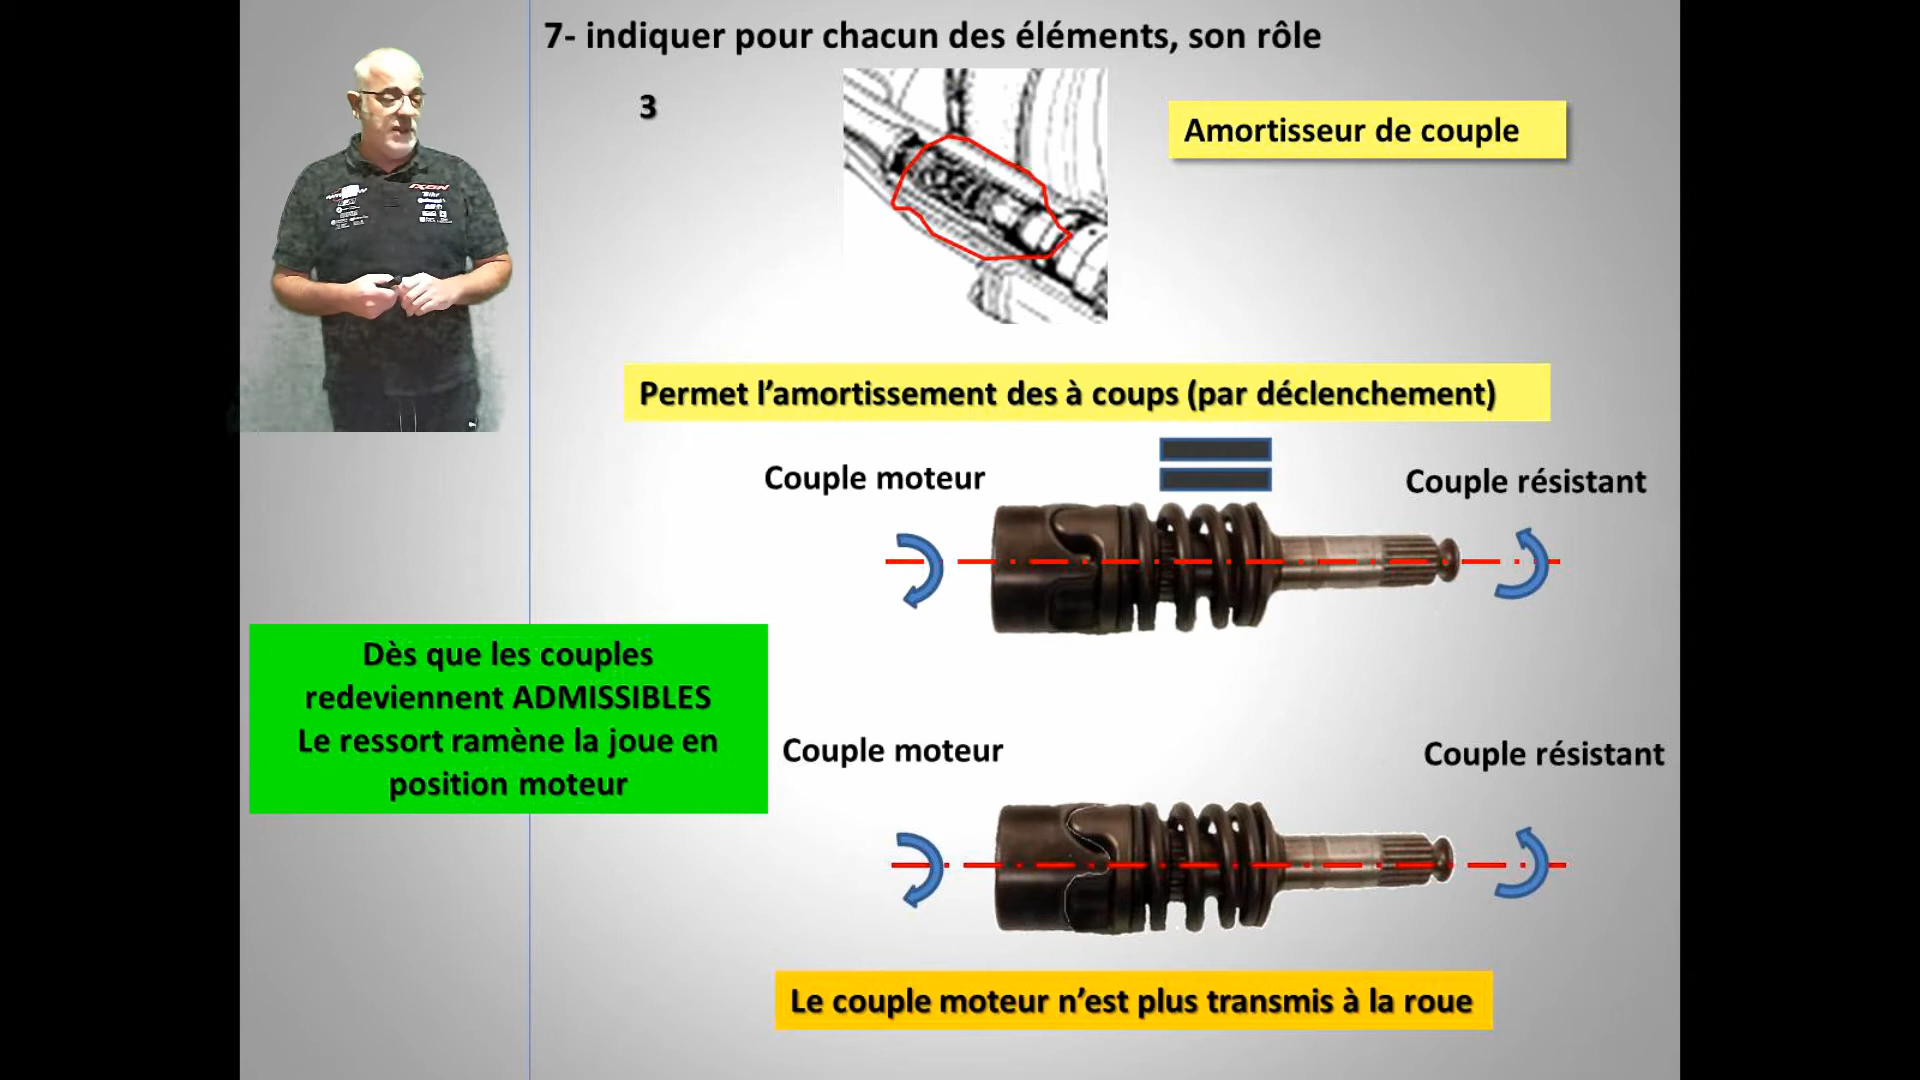 7- indiquer pour chacun des éléments, son rôle
3
Amortisseur de couple
IXON
Permet l’amortissement des à coups (par déclenchement)
Couple moteur
Couple résistant
Dès que les couples
redeviennent ADMISSIBLES
Le ressort ramène la joue en
position moteur
Couple moteur
Couple résistant
Le couple moteur n’est plus transmis à la roue